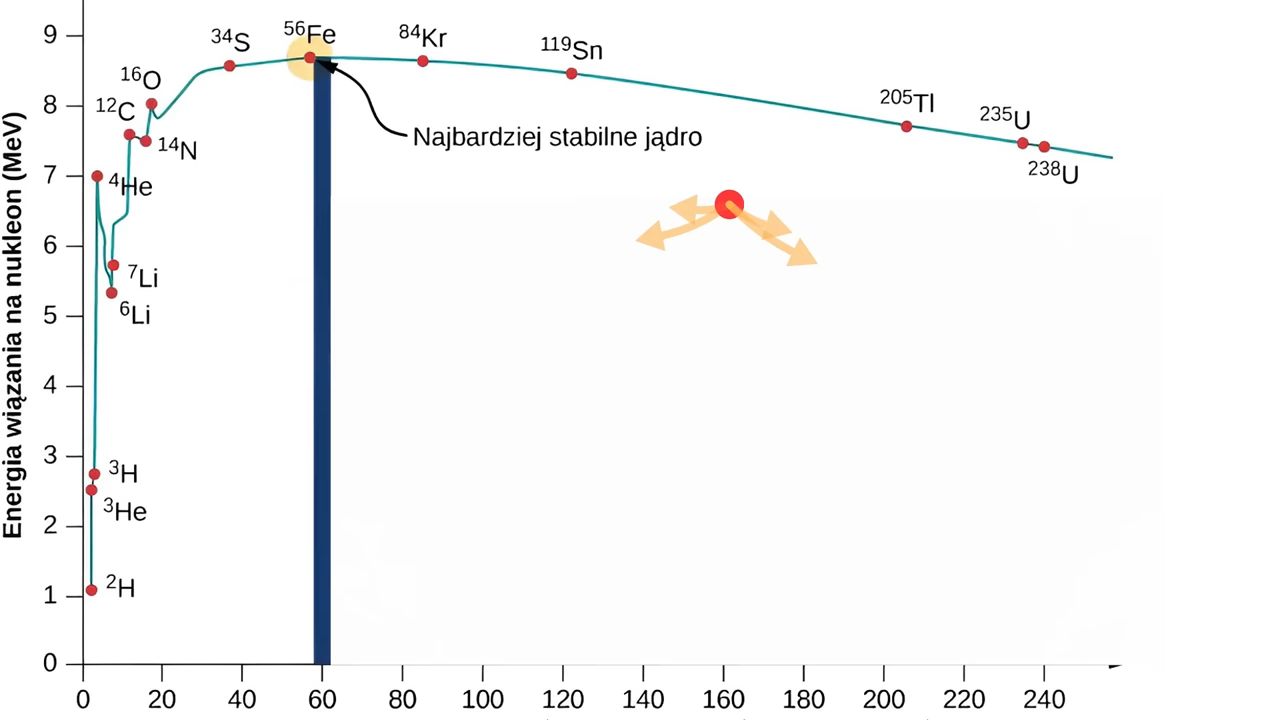 Energia wiązania na nukleon (MeV)
9
8
7
6
5
4
3
2
1
0
³⁴S
⁵⁶Fe
⁸⁴Kr
¹¹⁹Sn
¹⁶O
¹²C
¹⁴N
²⁰⁵Tl
²³⁵U
²³⁸U
Najbardziej stabilne jądro
⁴He
⁷Li
⁶Li
³H
³He
²H
0 20 40 60 80 100 120 140 160 180 200 220 240